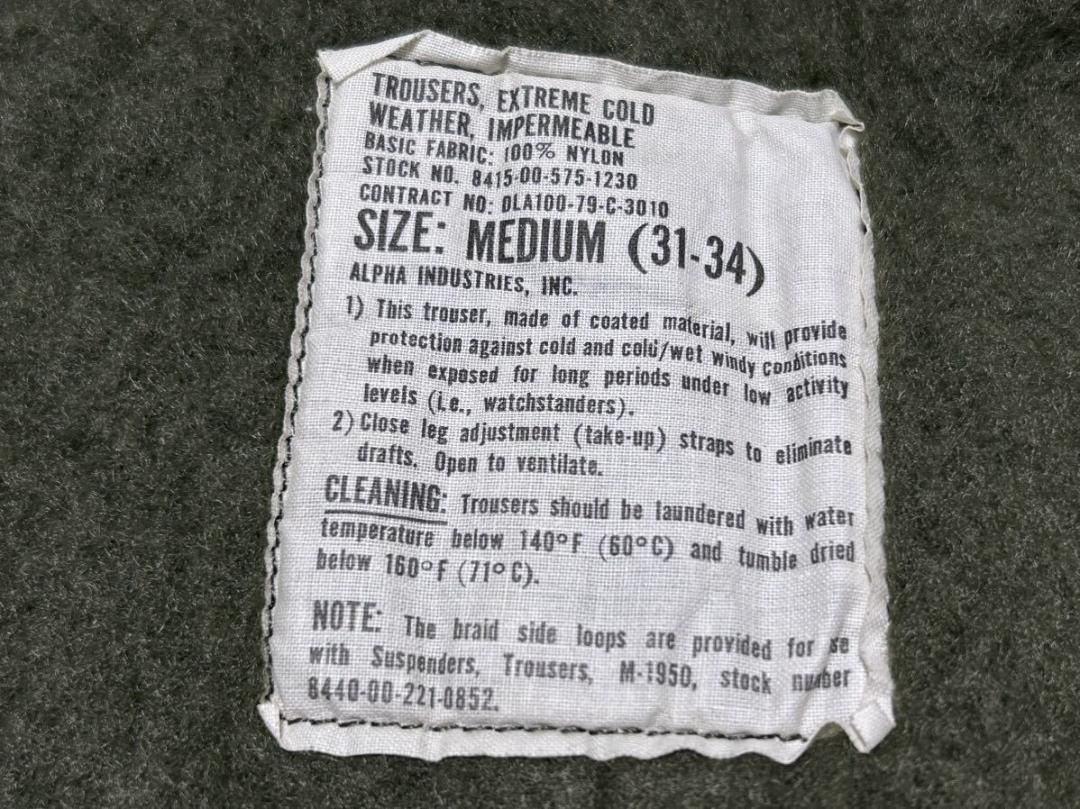 TROUSERS, EXTREME COLD
WEATHER, IMPERMEABLE
BASIC FABRIC: 100% NYLON
STOCK NO. 8415-00-575-1230
CONTRACT NO: DLA100-79-C-3010
SIZE: MEDIUM (31-34)
ALPHA INDUSTRIES, INC.
1) This trouser, made of coated material, will provide
protection against cold and cold/wet windy conditions
when exposed for long periods under low activity
levels (i.e., watchstanders).
2) Close leg adjustment (take-up) straps to eliminate
drafts. Open to ventilate.
CLEANING: Trousers should be laundered with water
temperature below 140°F (60°C) and tumble dried
below 160°F (71°C).
NOTE: The braid side loops are provided for se
with Suspenders, Trousers, M-1950, stock number
8440-00-221-0852.